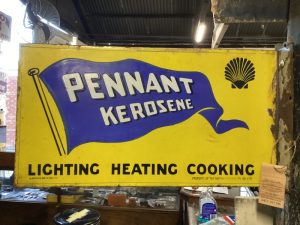 PENNANT
KEROSENE
LIGHTING HEATING COOKING